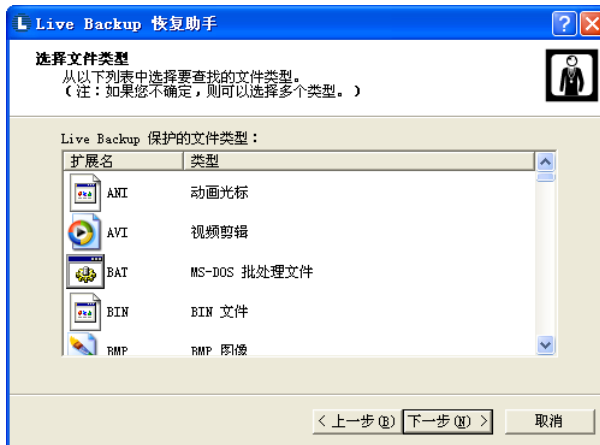 Live Backup 恢复助手
选择文件类型
从以下列表中选择要查找的文件类型。
(注:如果您不确定,则可以选择多个类型。)
Live Backup 保护的文件类型:
扩展名 类型
ANI 动画光标
AVI 视频剪辑
BAT MS-DOS 批处理文件
BIN BIN 文件
BMP BMP 图像
< 上一步(B) 下一步(N) > 取消